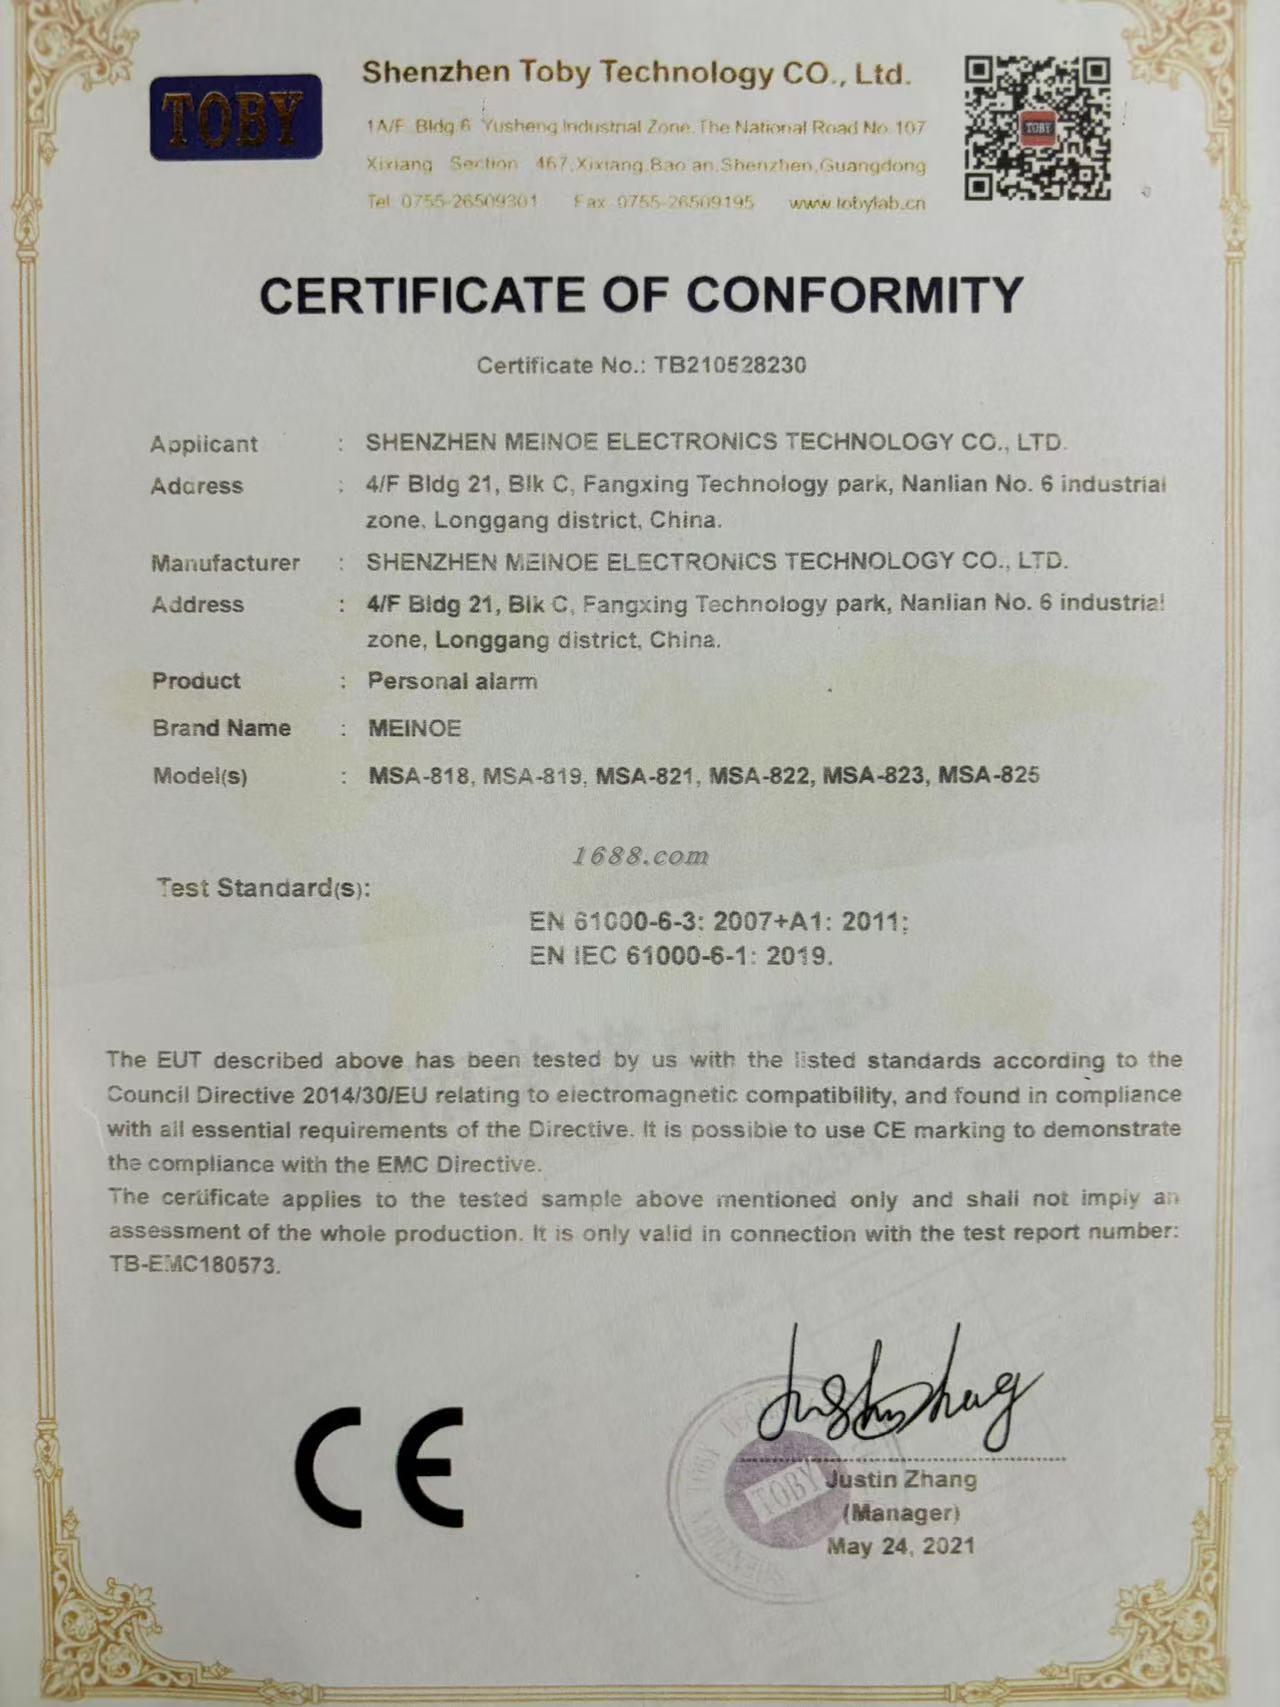 TOBY
Shenzhen Toby Technology CO., Ltd.
1A/F Bldg 6 Yusheng Industrial Zone, The National Road No 107
Xixiang Section 467, Xixiang, Bao an, Shenzhen, Guangdong
Tel 0755-26509301 Fax 0755-26509195 www.tobylab.cn
TOBY
CERTIFICATE OF CONFORMITY
Certificate No.: TB210528230
Applicant : SHENZHEN MEINOE ELECTRONICS TECHNOLOGY CO., LTD.
Address : 4/F Bldg 21, Blk C, Fangxing Technology park, Nanlian No. 6 industrial
zone, Longgang district, China.
Manufacturer : SHENZHEN MEINOE ELECTRONICS TECHNOLOGY CO., LTD.
Address : 4/F Bldg 21, Blk C, Fangxing Technology park, Nanlian No. 6 industrial
zone, Longgang district, China.
Product : Personal alarm
Brand Name : MEINOE
Model(s) : MSA-818, MSA-819, MSA-821, MSA-822, MSA-823, MSA-825
1688.com
Test Standard(s):
EN 61000-6-3: 2007+A1: 2011;
EN IEC 61000-6-1: 2019.
The EUT described above has been tested by us with the listed standards according to the
Council Directive 2014/30/EU relating to electromagnetic compatibility, and found in compliance
with all essential requirements of the Directive. It is possible to use CE marking to demonstrate
the compliance with the EMC Directive.
The certificate applies to the tested sample above mentioned only and shall not imply an
assessment of the whole production. It is only valid in connection with the test report number:
TB-EMC180573.
CE
TOBY
Justin Zhang
(Manager)
May 24, 2021